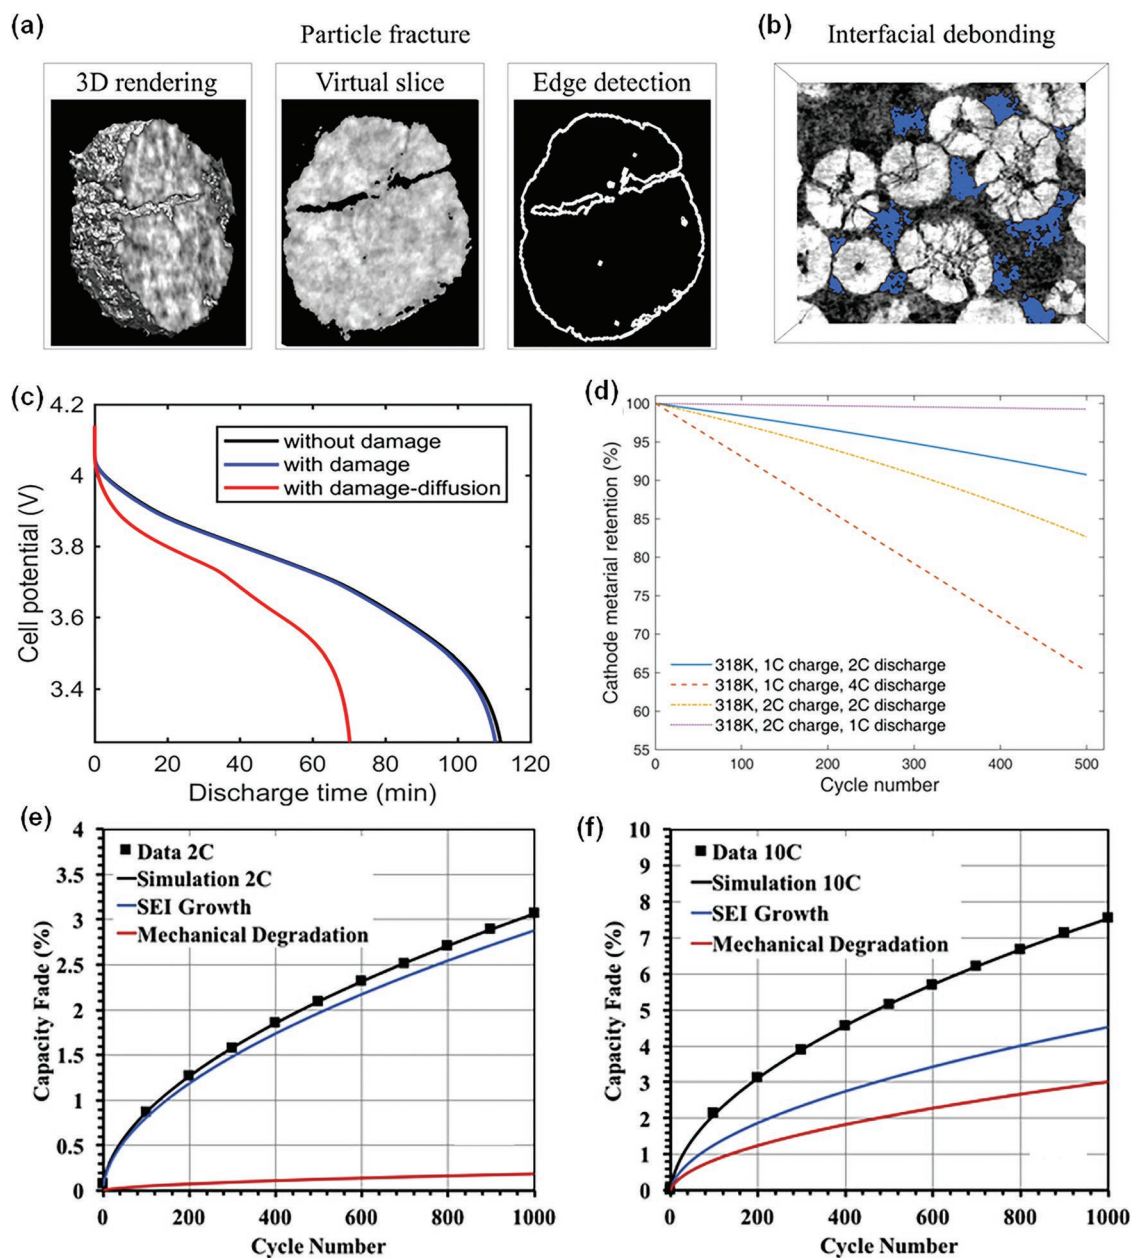 (a)
Particle fracture
3D rendering
Virtual slice
Edge detection
(b)
Interfacial debonding
(c)
4.2
4
3.8
3.6
3.4
Cell potential (V)
without damage
with damage
with damage-diffusion
0 20 40 60 80 100 120
Discharge time (min)
(d)
100
95
90
85
80
75
70
65
60
55
Cathode metarial retention (%)
318K, 1C charge, 2C discharge
318K, 1C charge, 4C discharge
318K, 2C charge, 2C discharge
318K, 2C charge, 1C discharge
0 100 200 300 400 500
Cycle number
(e)
4
3.5
3
2.5
2
1.5
1
0.5
0
Capacity Fade (%)
Data 2C
Simulation 2C
SEI Growth
Mechanical Degradation
0 200 400 600 800 1000
Cycle Number
(f)
10
9
8
7
6
5
4
3
2
1
0
Capacity Fade (%)
Data 10C
Simulation 10C
SEI Growth
Mechanical Degradation
0 200 400 600 800 1000
Cycle Number